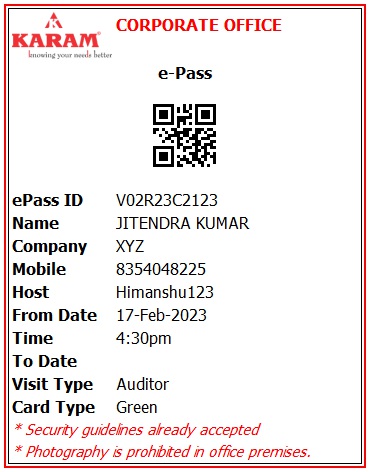 CORPORATE OFFICE
KARAM®
knowing your needs better
e-Pass
ePass ID V02R23C2123
Name JITENDRA KUMAR
Company XYZ
Mobile 8354048225
Host Himanshu123
From Date 17-Feb-2023
Time 4:30pm
To Date
Visit Type Auditor
Card Type Green
* Security guidelines already accepted
* Photography is prohibited in office premises.